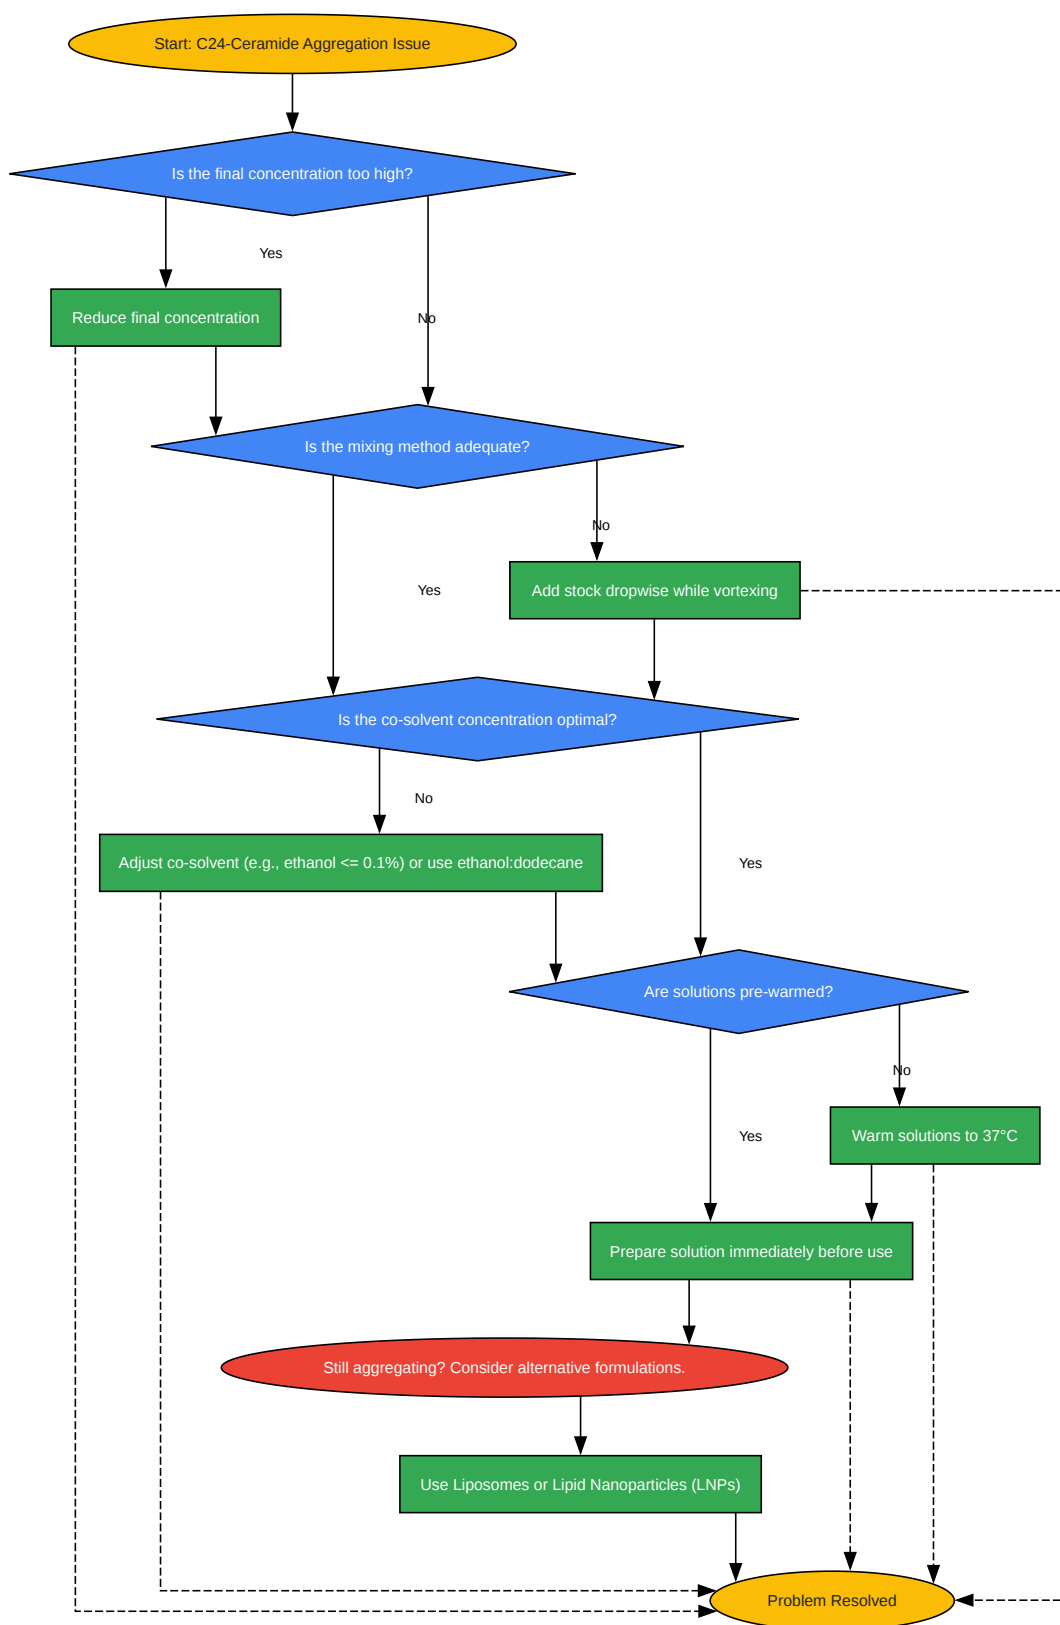 Start: C24-Ceramide Aggregation Issue
Is the final concentration too high?
Yes
Reduce final concentration
No
Is the mixing method adequate?
No
Yes
Add stock dropwise while vortexing
Is the co-solvent concentration optimal?
No
Adjust co-solvent (e.g., ethanol <= 0.1%) or use ethanol:dodecane
Yes
Are solutions pre-warmed?
No
Yes
Warm solutions to 37°C
Prepare solution immediately before use
Still aggregating? Consider alternative formulations.
Use Liposomes or Lipid Nanoparticles (LNPs)
Problem Resolved